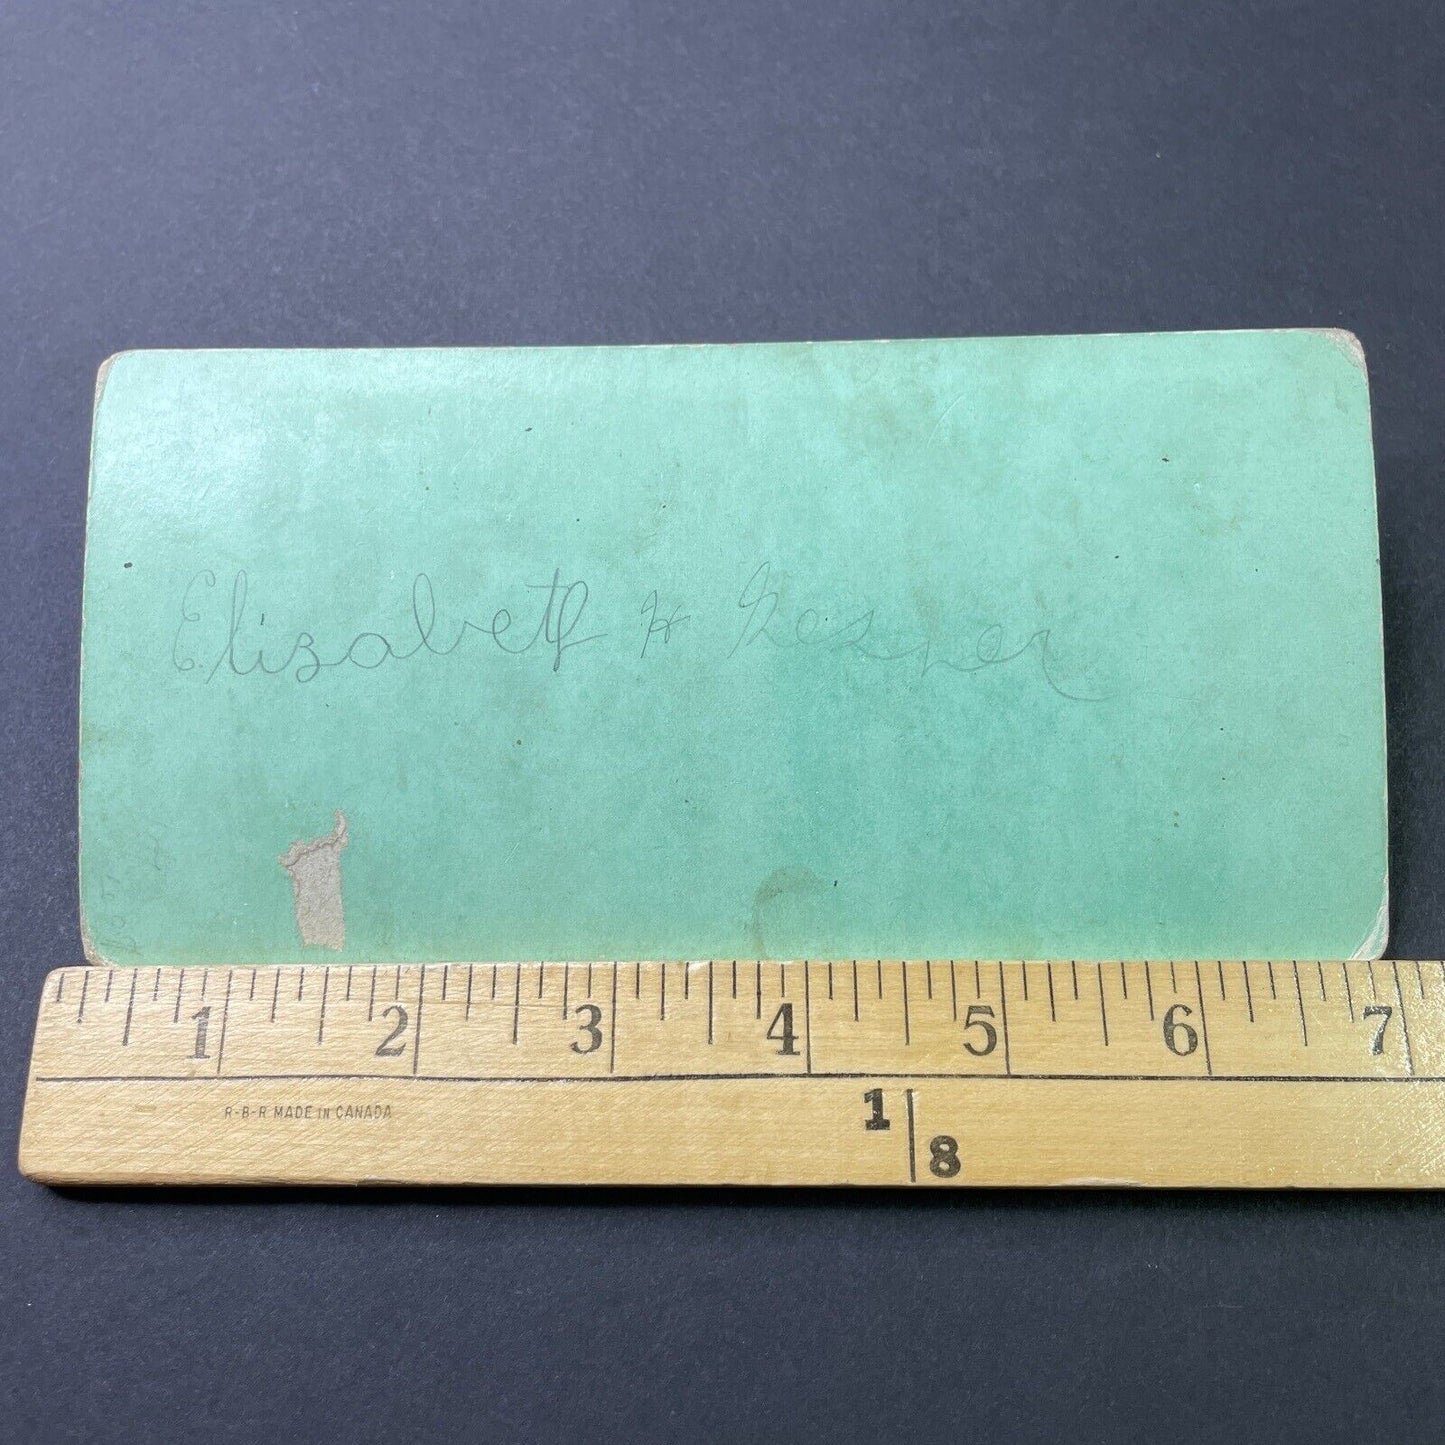 Elizabeth H
1 2 3 4 5 6 7
R-B-R MADE IN CANADA
1
8